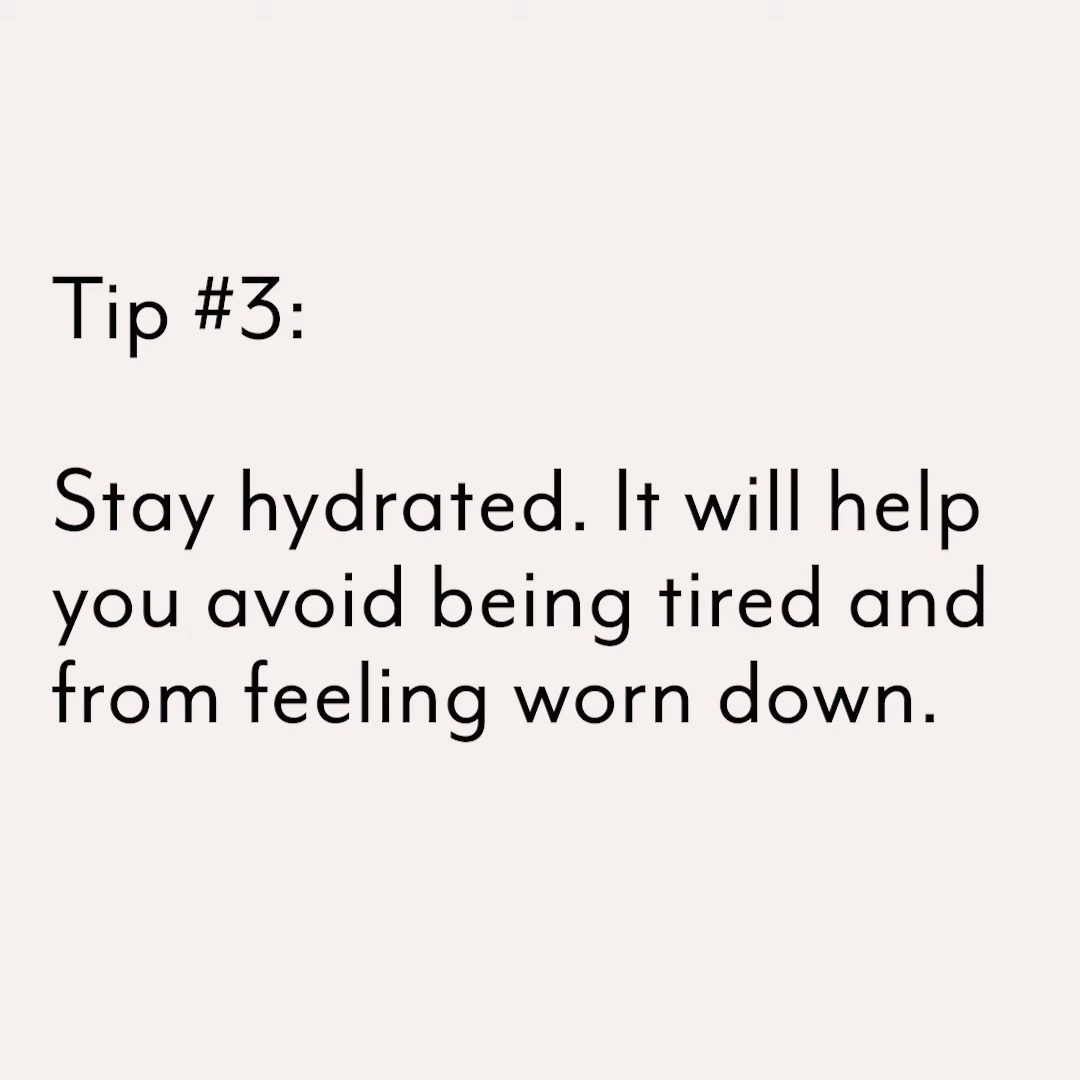 Tip #3:
Stay hydrated. It will help
you avoid being tired and
from feeling worn down.